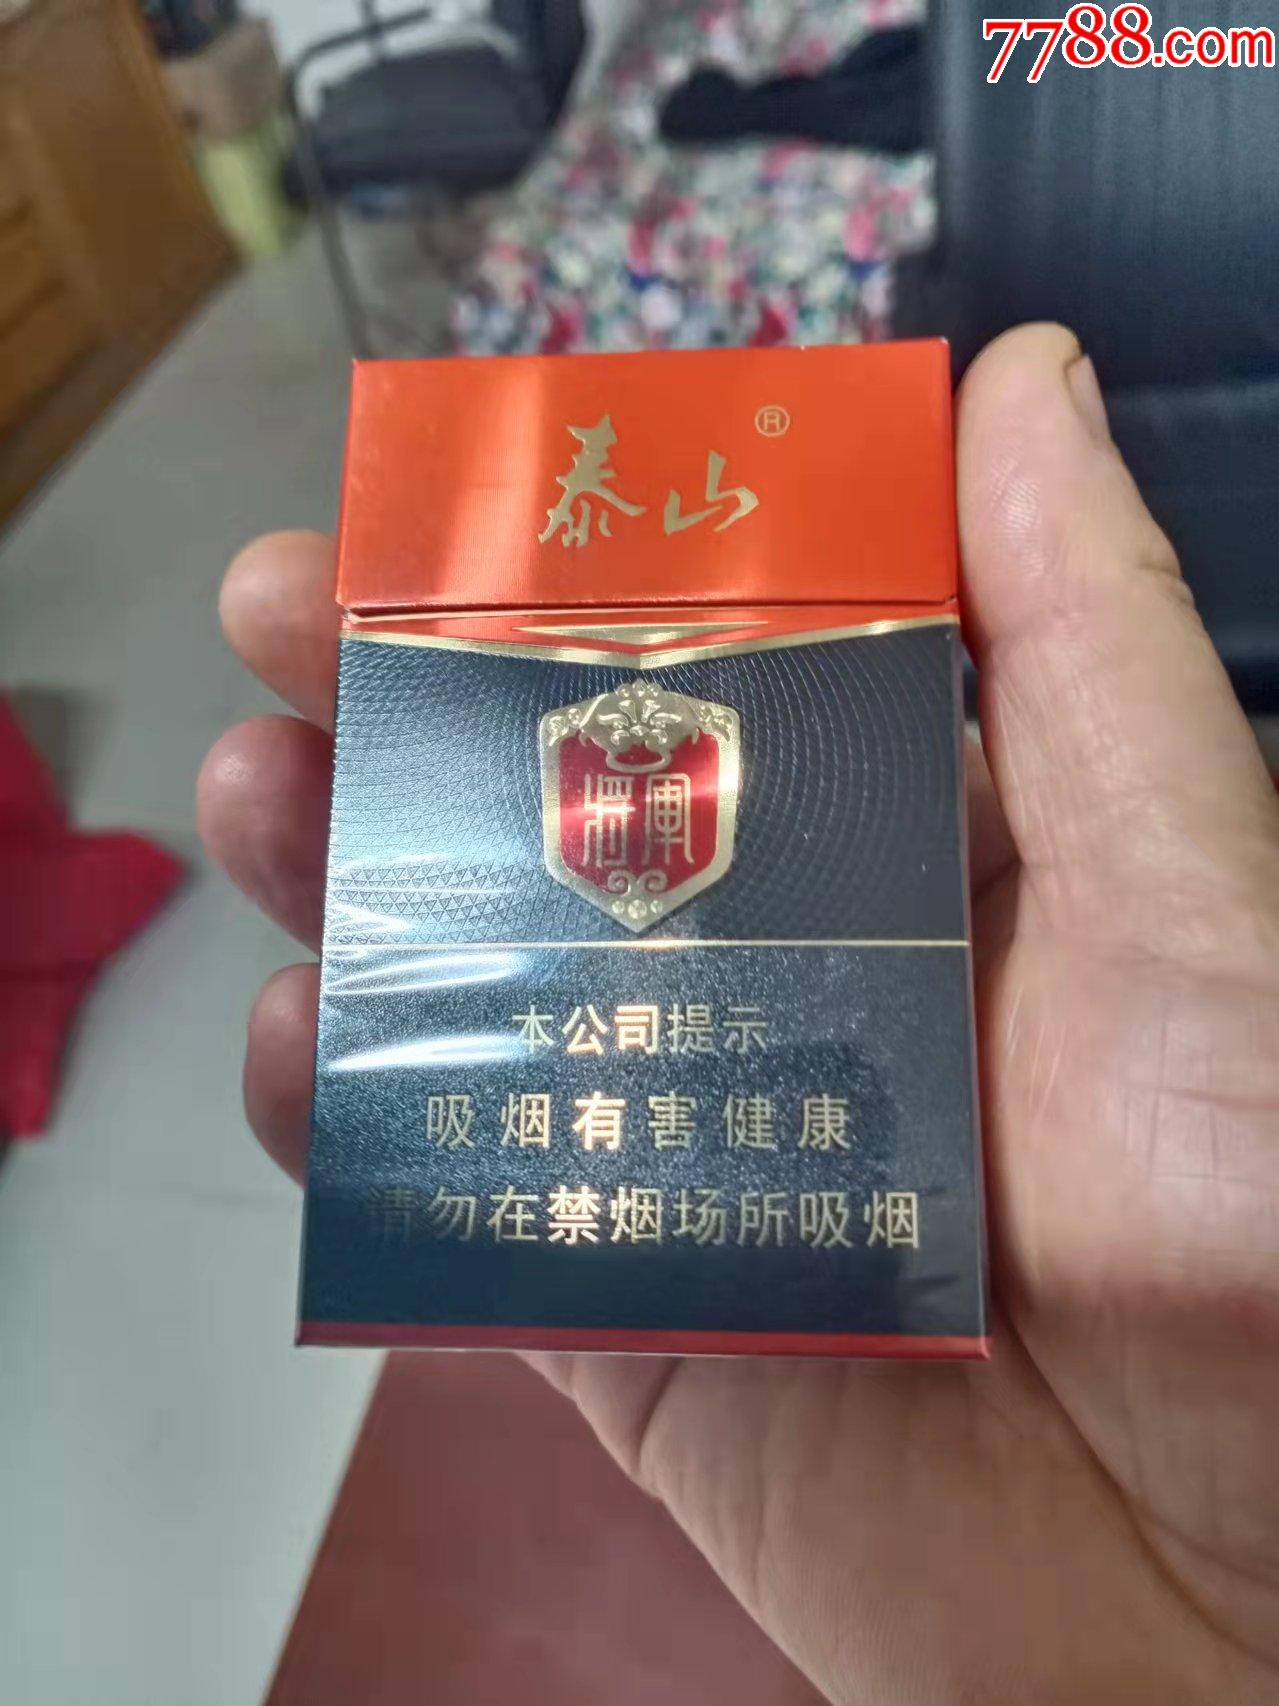 7788.com
泰山®
將軍
本公司提示
吸烟有害健康
请勿在禁烟场所吸烟